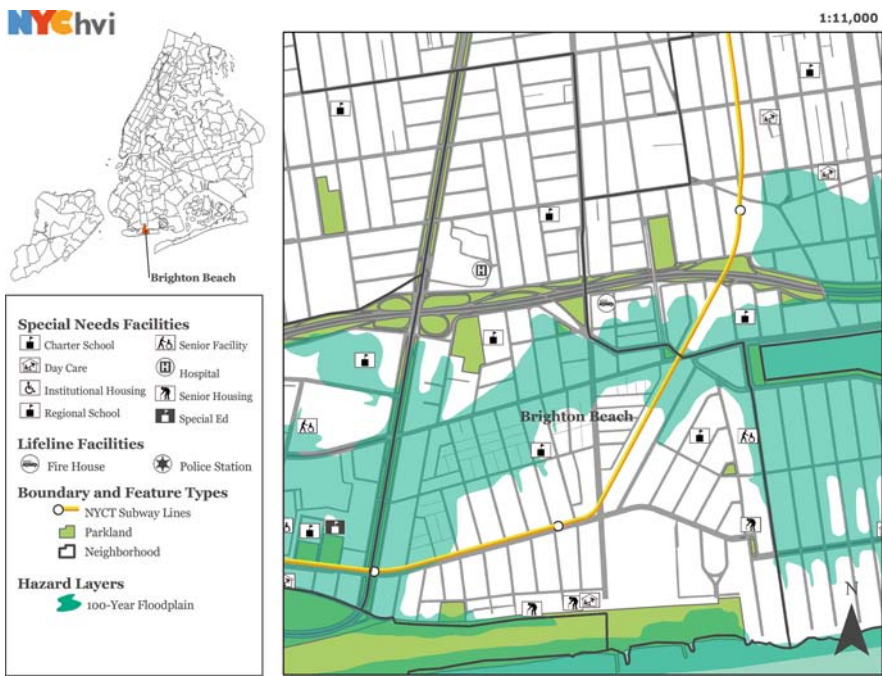 NYChvi
1:11,000
Brighton Beach
Special Needs Facilities
Charter School
Senior Facility
Day Care
Hospital
Institutional Housing
Senior Housing
Regional School
Special Ed
Lifeline Facilities
Fire House
Police Station
Boundary and Feature Types
NYCT Subway Lines
Parkland
Neighborhood
Hazard Layers
100-Year Floodplain
H
H
Brighton Beach
N